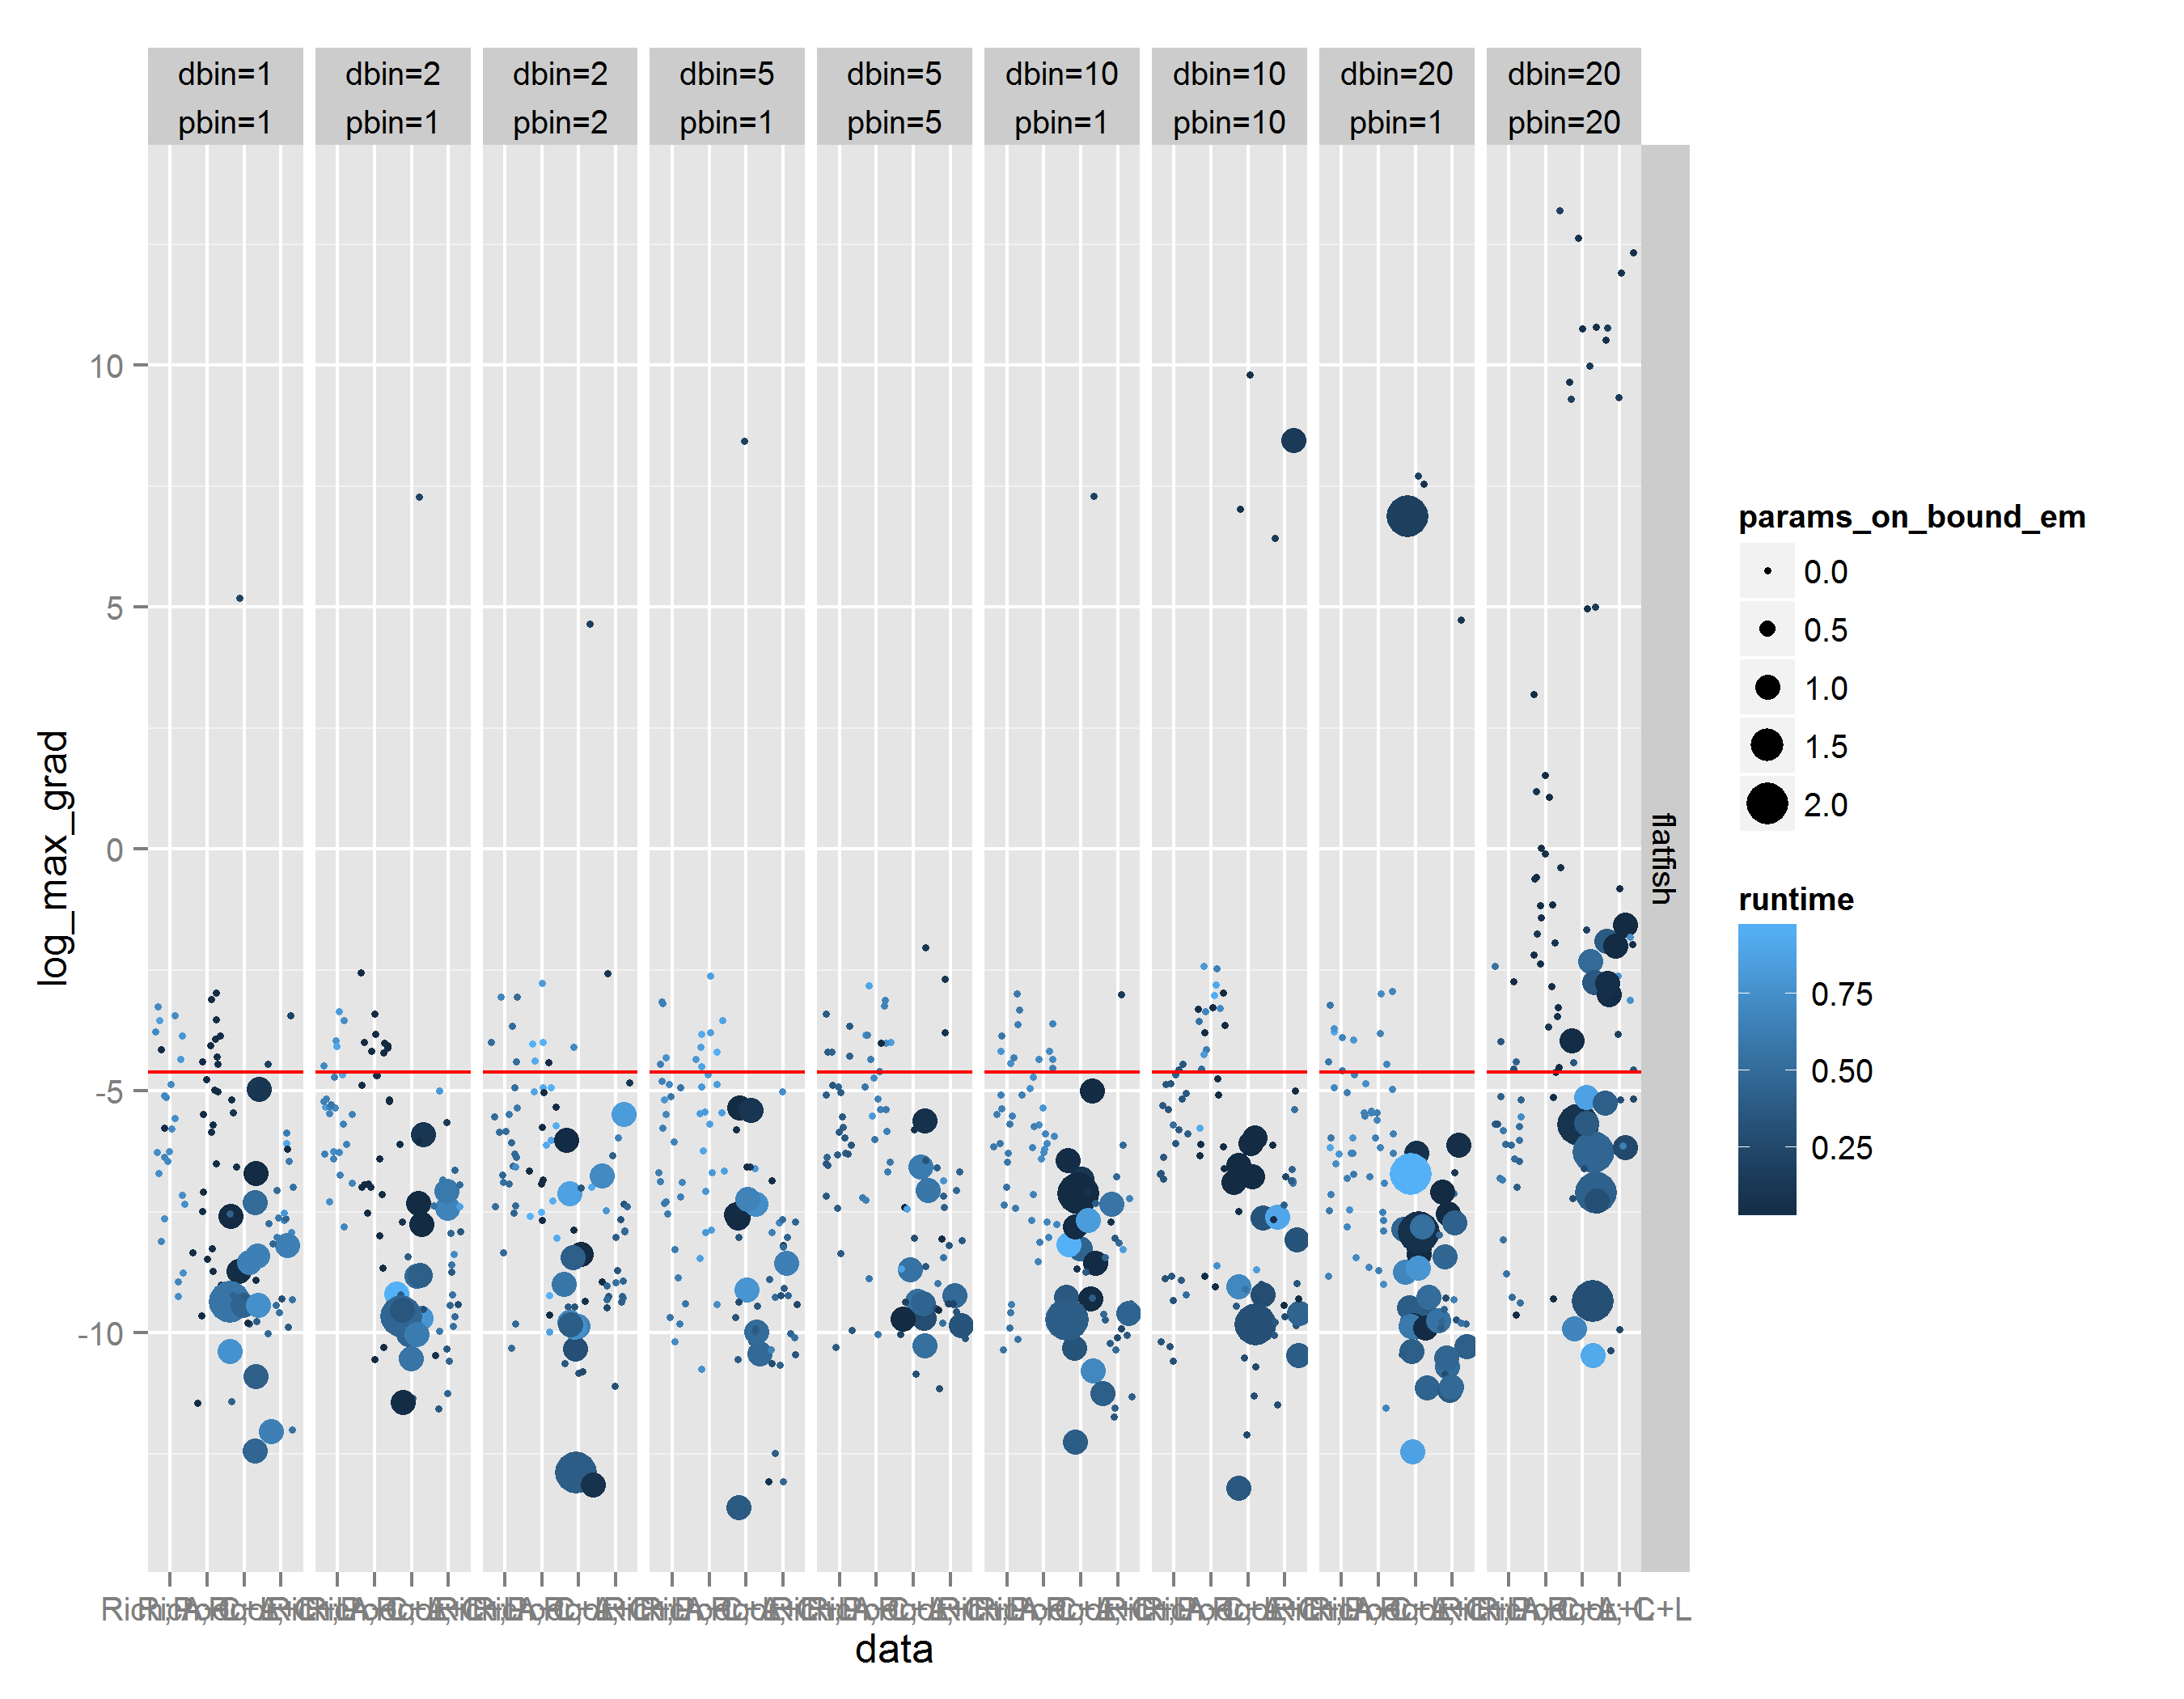 dbin=1 dbin=2 dbin=2 dbin=5 dbin=5 dbin=10 dbin=10 dbin=20 dbin=20
pbin=1 pbin=1 pbin=2 pbin=1 pbin=5 pbin=1 pbin=10 pbin=1 pbin=20
10
5
0
-5
-10
log_max_grad
flatfish
data
params_on_bound_em
0.0
0.5
1.0
1.5
2.0
runtime
0.75
0.50
0.25